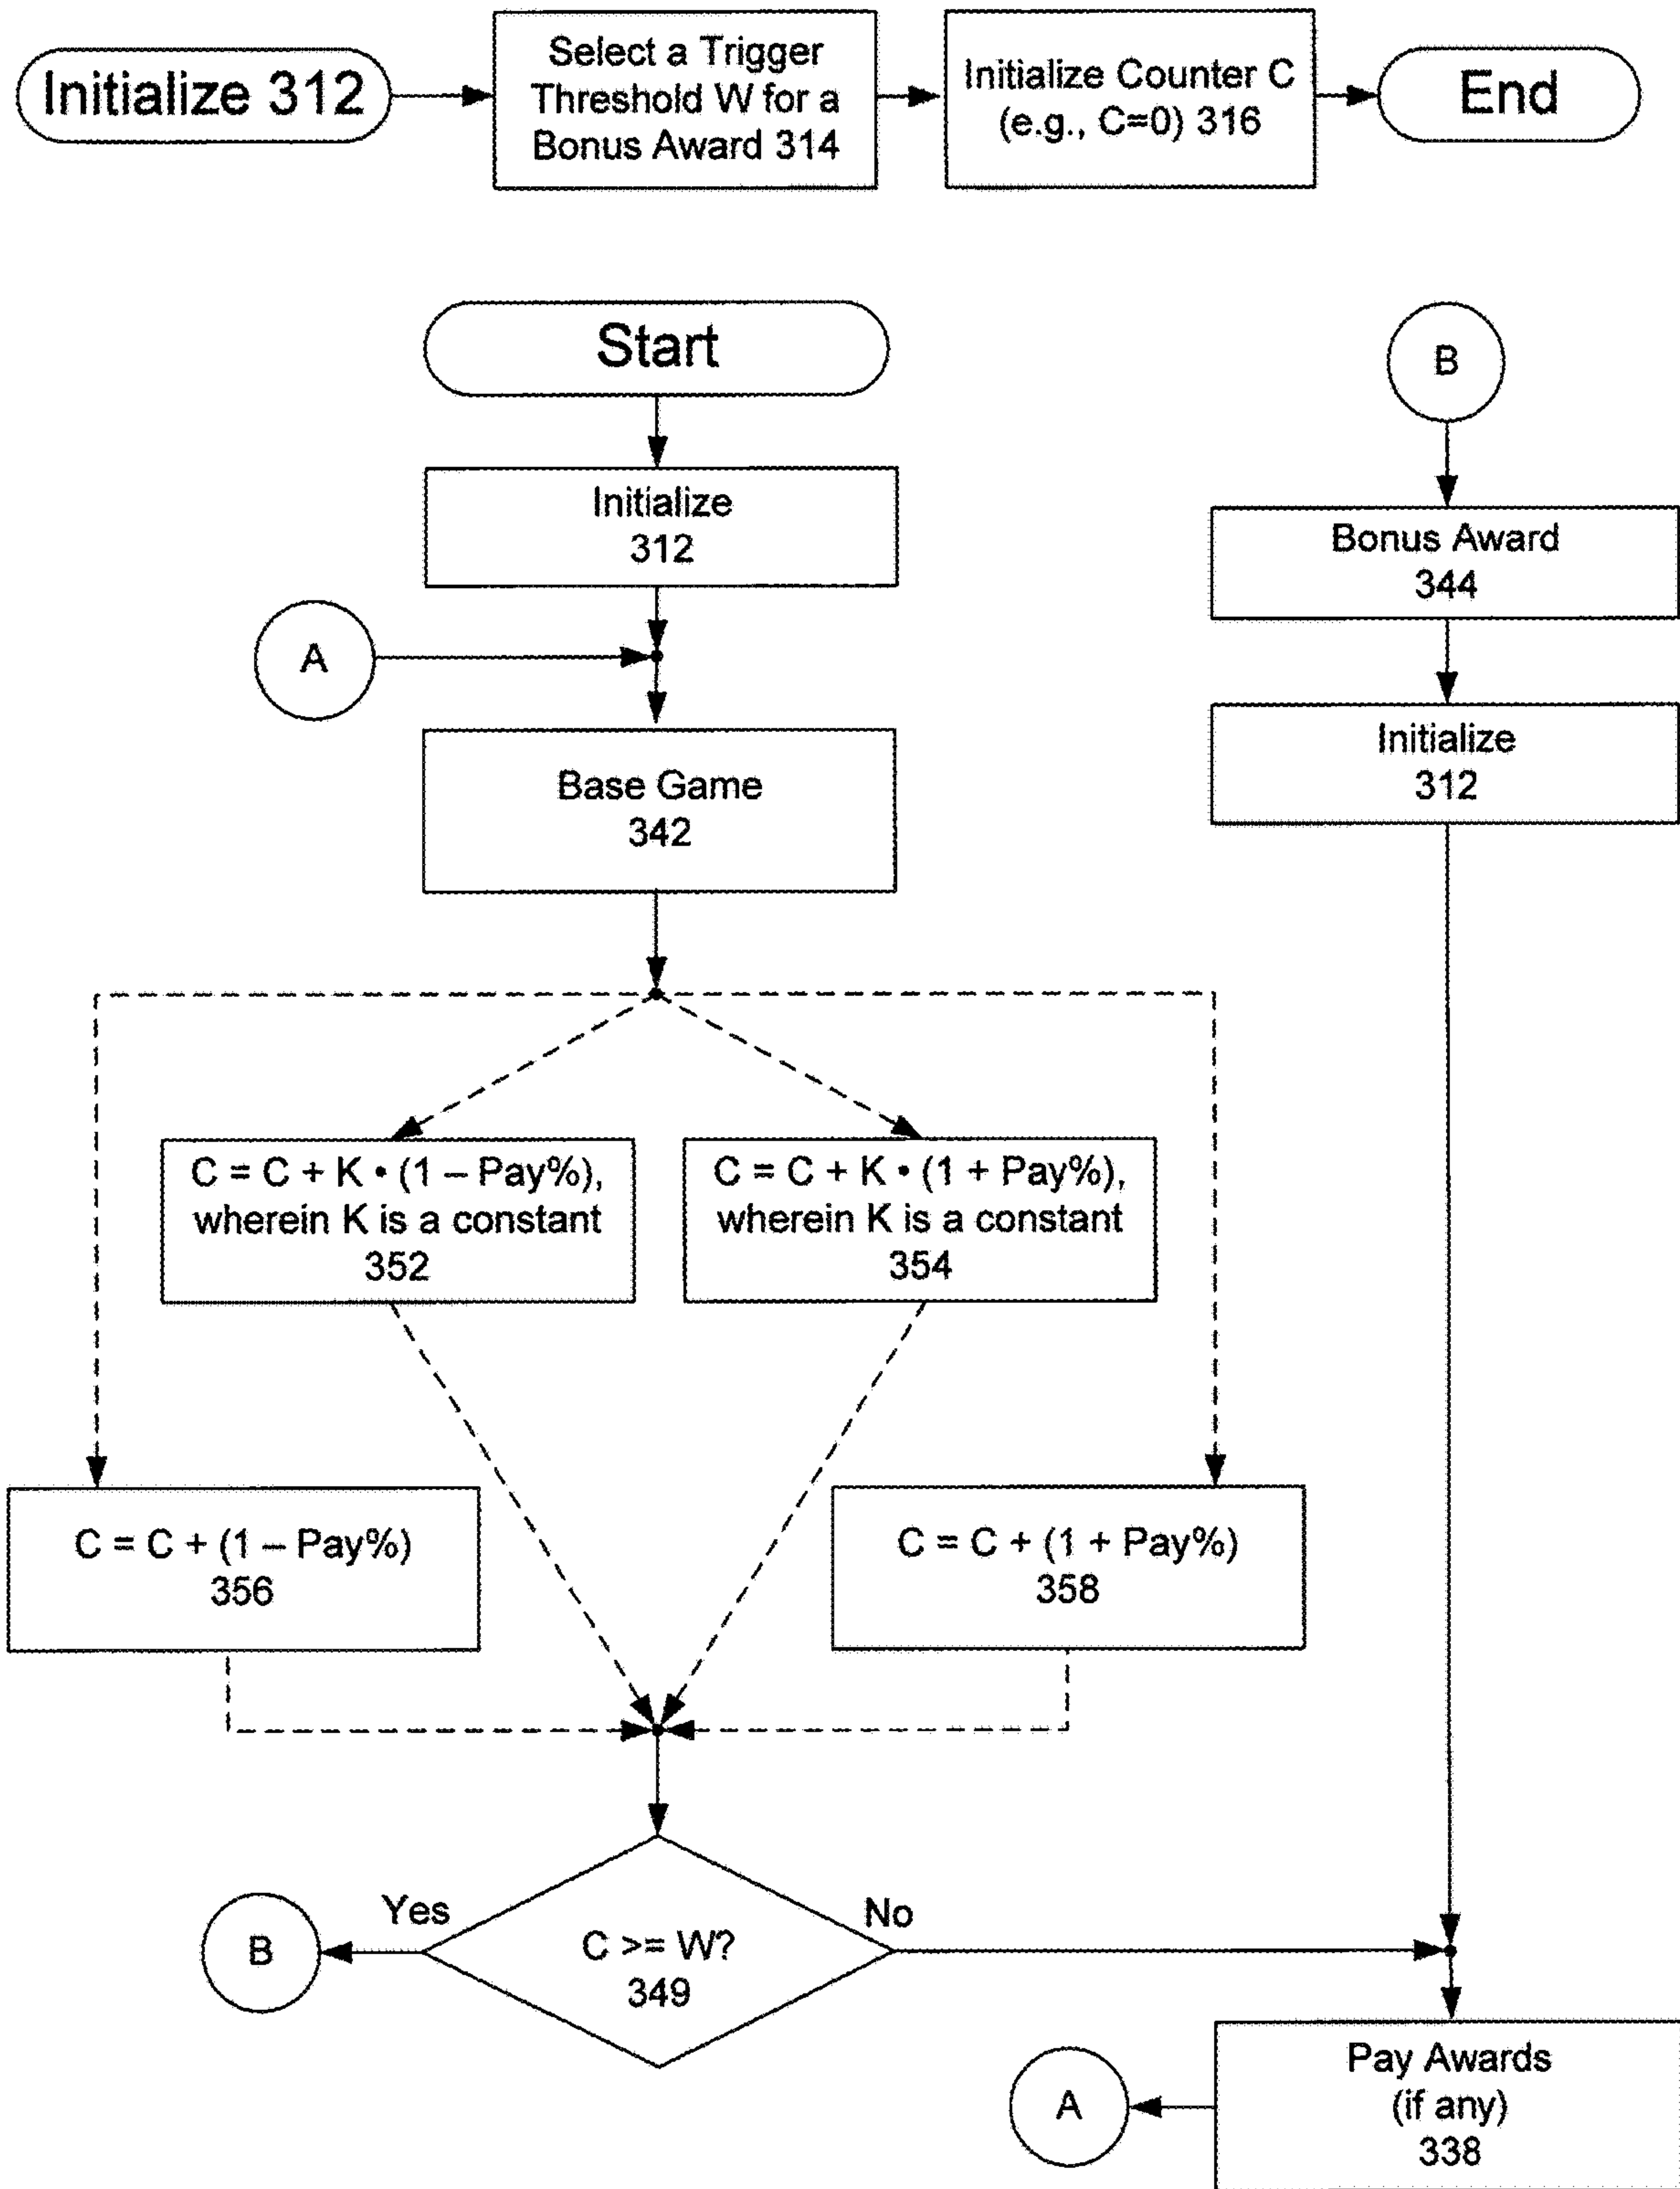 Initialize 312
Select a Trigger
Threshold W for a
Bonus Award 314
Initialize Counter C
(e.g., C=0) 316
End
Start
B
Initialize
312
Bonus Award
344
A
Initialize
312
Base Game
342
C = C + K • (1 – Pay%),
wherein K is a constant
352
C = C + K • (1 + Pay%),
wherein K is a constant
354
C = C + (1 – Pay%)
356
C = C + (1 + Pay%)
358
Yes
No
B
C >= W?
349
Pay Awards
(if any)
338
A